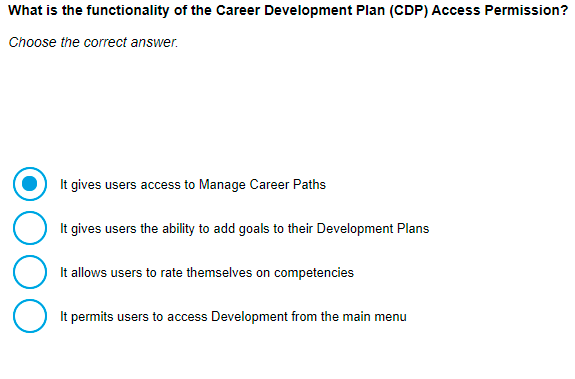 What is the functionality of the Career Development Plan (CDP) Access Permission?
Choose the correct answer.
It gives users access to Manage Career Paths
It gives users the ability to add goals to their Development Plans
It allows users to rate themselves on competencies
It permits users to access Development from the main menu